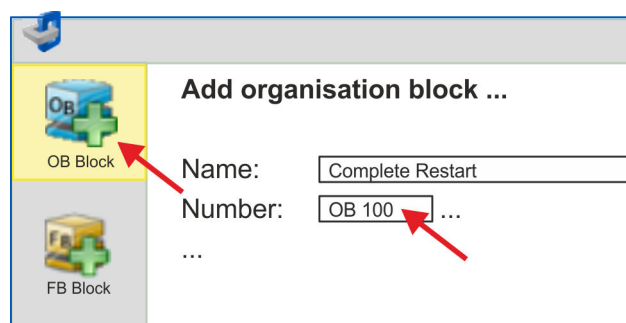 Add organisation block ...
OB
OB Block
Name: Complete Restart
Number: OB 100 ...
...
FB
FB Block